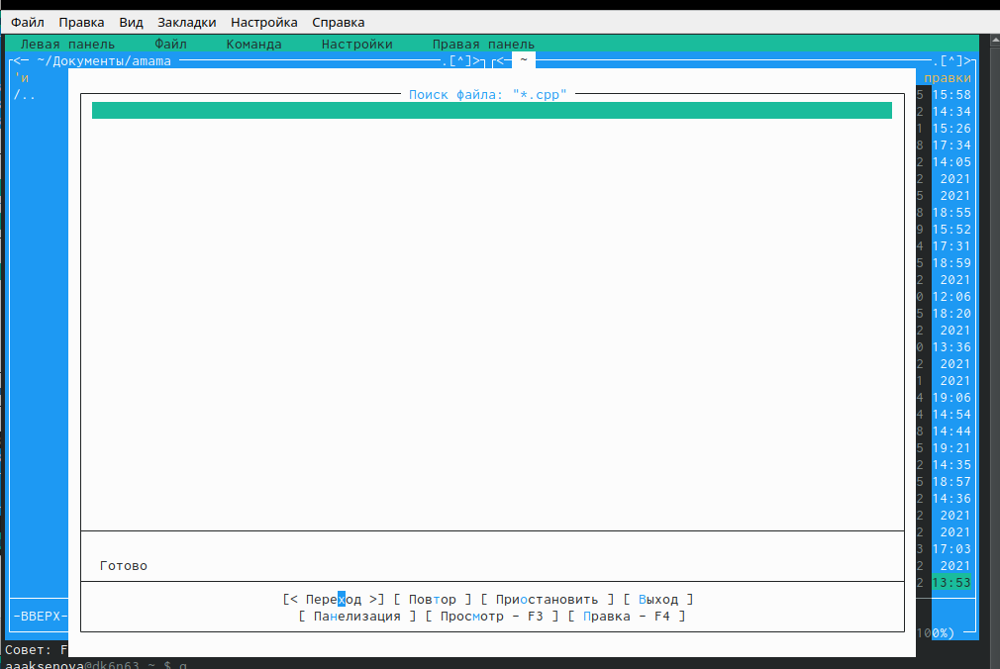 Файл Правка Вид Закладки Настройка Справка
Левая панель Файл Команда Настройки Правая панель
<─ ~/Документы/amama ─ .[^]>┐┌<─ ~ ─ .[^]>┐
'и правки
/..
Поиск файла: "*.cpp"
5 15:58
2 14:34
1 15:26
8 17:34
2 14:05
2 2021
5 2021
8 18:55
9 15:52
4 17:31
5 18:59
2 2021
0 12:06
5 18:20
2 2021
0 13:36
2 2021
1 2021
4 19:06
4 14:54
8 14:44
5 19:21
2 14:35
5 18:57
2 14:36
2 2021
2 2021
3 17:03
2 2021
2 13:53
Готово
[< Переход >] [ Повтор ] [ Приостановить ] [ Выход ]
[ Панелизация ] [ Просмотр - F3 ] [ Правка - F4 ]
-ВВЕРХ-
100%)
Совет: F
aaaksenova@dk6n63 ~ $ q